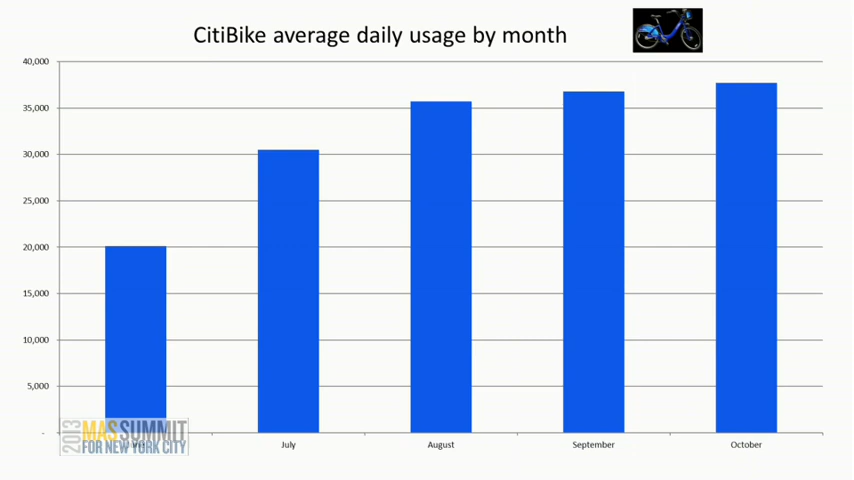 CitiBike average daily usage by month
40,000
35,000
30,000
25,000
20,000
15,000
10,000
5,000
-
2013
MAS SUMMIT
FOR NEW YORK CITY
July August September October